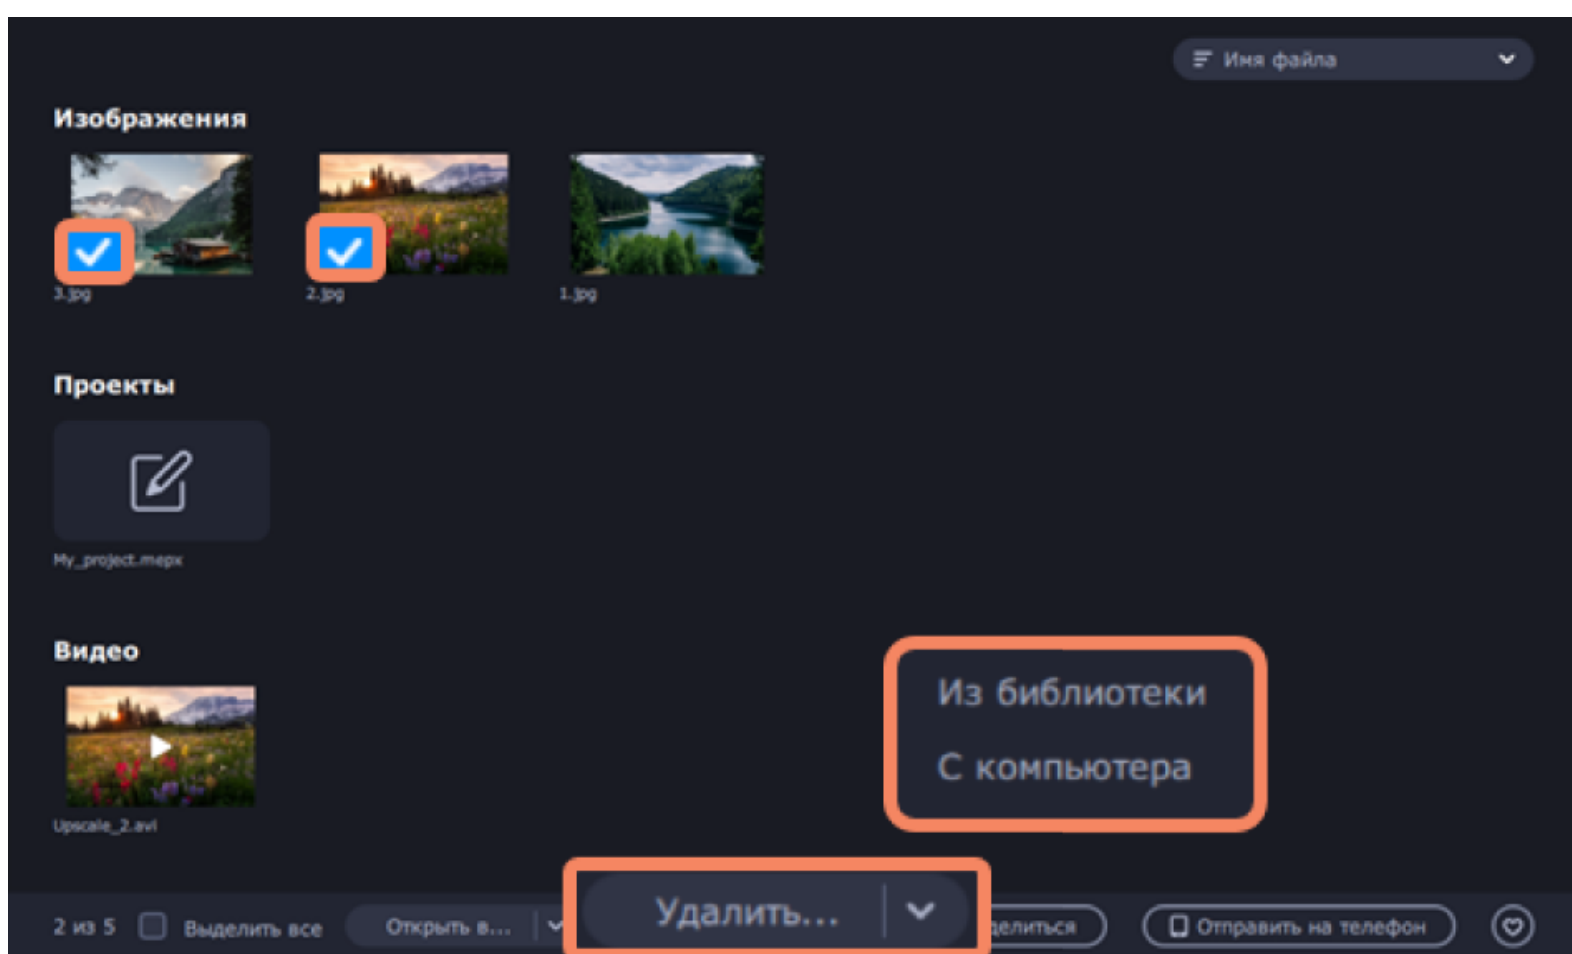 Имя файла
Изображения
3.jpg
2.jpg
1.jpg
Проекты
My_project.mepx
Видео
Upscale_2.avi
Из библиотеки
С компьютера
2 из 5
Выделить все
Открыть в...
Удалить...
делиться
Отправить на телефон